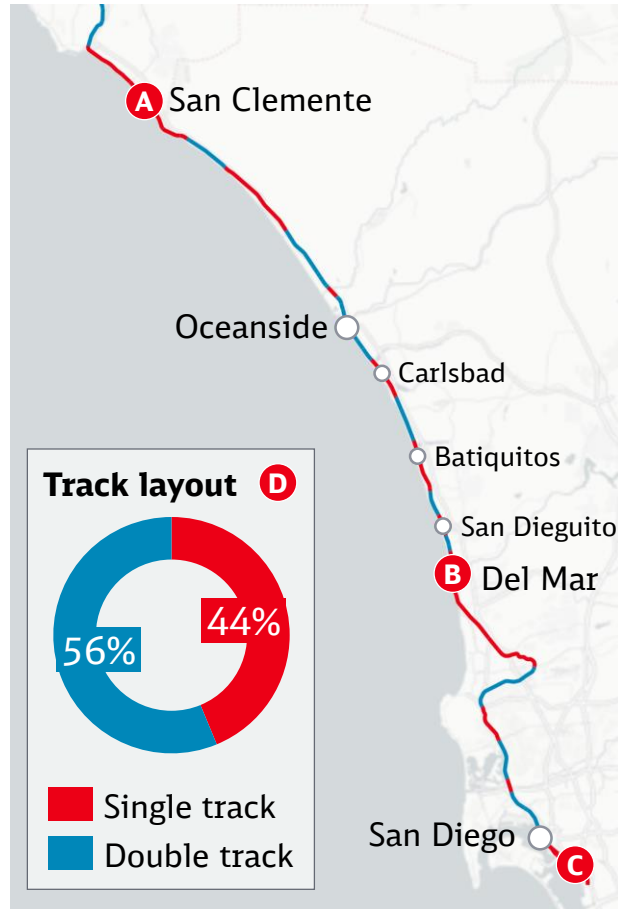 A San Clemente
Oceanside
Carlsbad
Batiquitos
Track layout D
San Dieguito
B Del Mar
44%
56%
Single track
Double track
San Diego
C